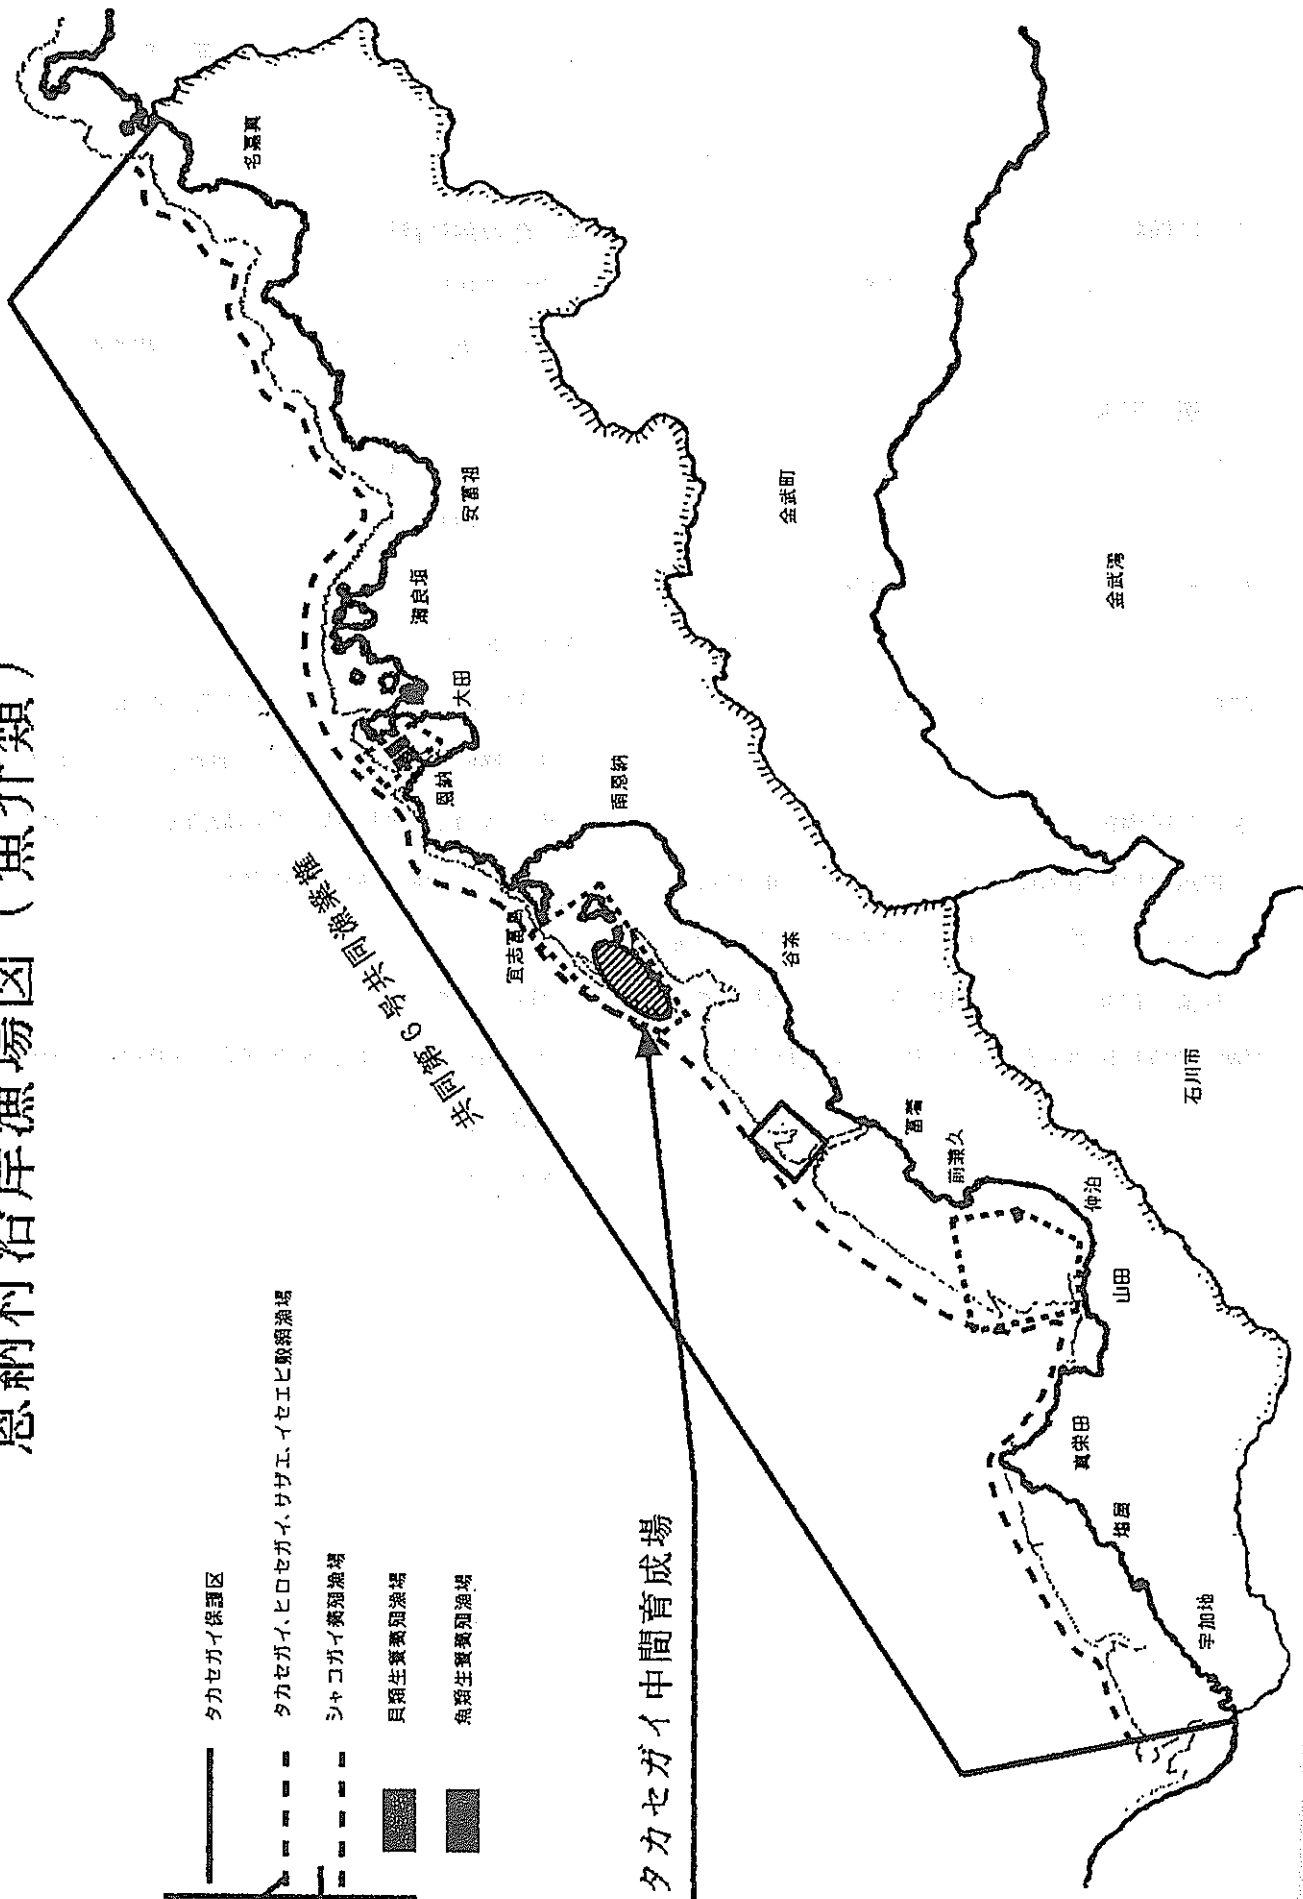 恩納村沿岸漁場図（魚介類）
タカセガイ保護区
タカセガイ、ヒロセガイ、サザエ、イセエビ敷網漁場
シャコガイ養殖漁場
貝類生簀養殖漁場
魚類生簀養殖漁場
タカセガイ中間育成場
共同第6号共同漁業権
名嘉真
安富祖
瀬良垣
大田
恩納
南恩納
谷茶
冨着
前兼久
仲泊
山田
真栄田
塩屋
宇加地
金武町
金武湾
石川市